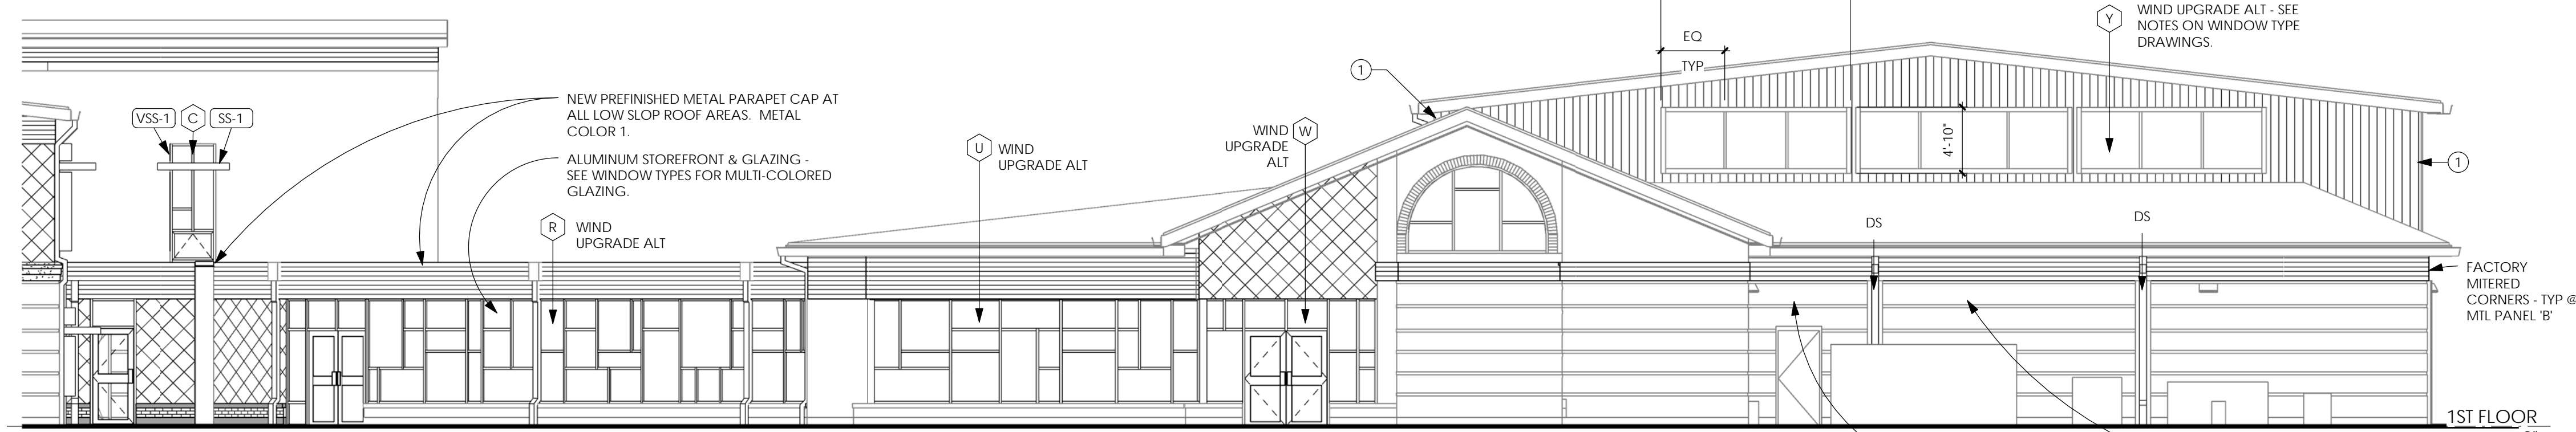 VSS-1
C
SS-1
NEW PREFINISHED METAL PARAPET CAP AT
ALL LOW SLOP ROOF AREAS. METAL
COLOR 1.
ALUMINUM STOREFRONT & GLAZING -
SEE WINDOW TYPES FOR MULTI-COLORED
GLAZING.
R
WIND
UPGRADE ALT
U
WIND
UPGRADE ALT
WIND
UPGRADE
ALT
W
1
EQ
TYP
4'-10"
Y
WIND UPGRADE ALT - SEE
NOTES ON WINDOW TYPE
DRAWINGS.
1
DS
DS
FACTORY
MITERED
CORNERS - TYP @
MTL PANEL 'B'
1ST FLOOR